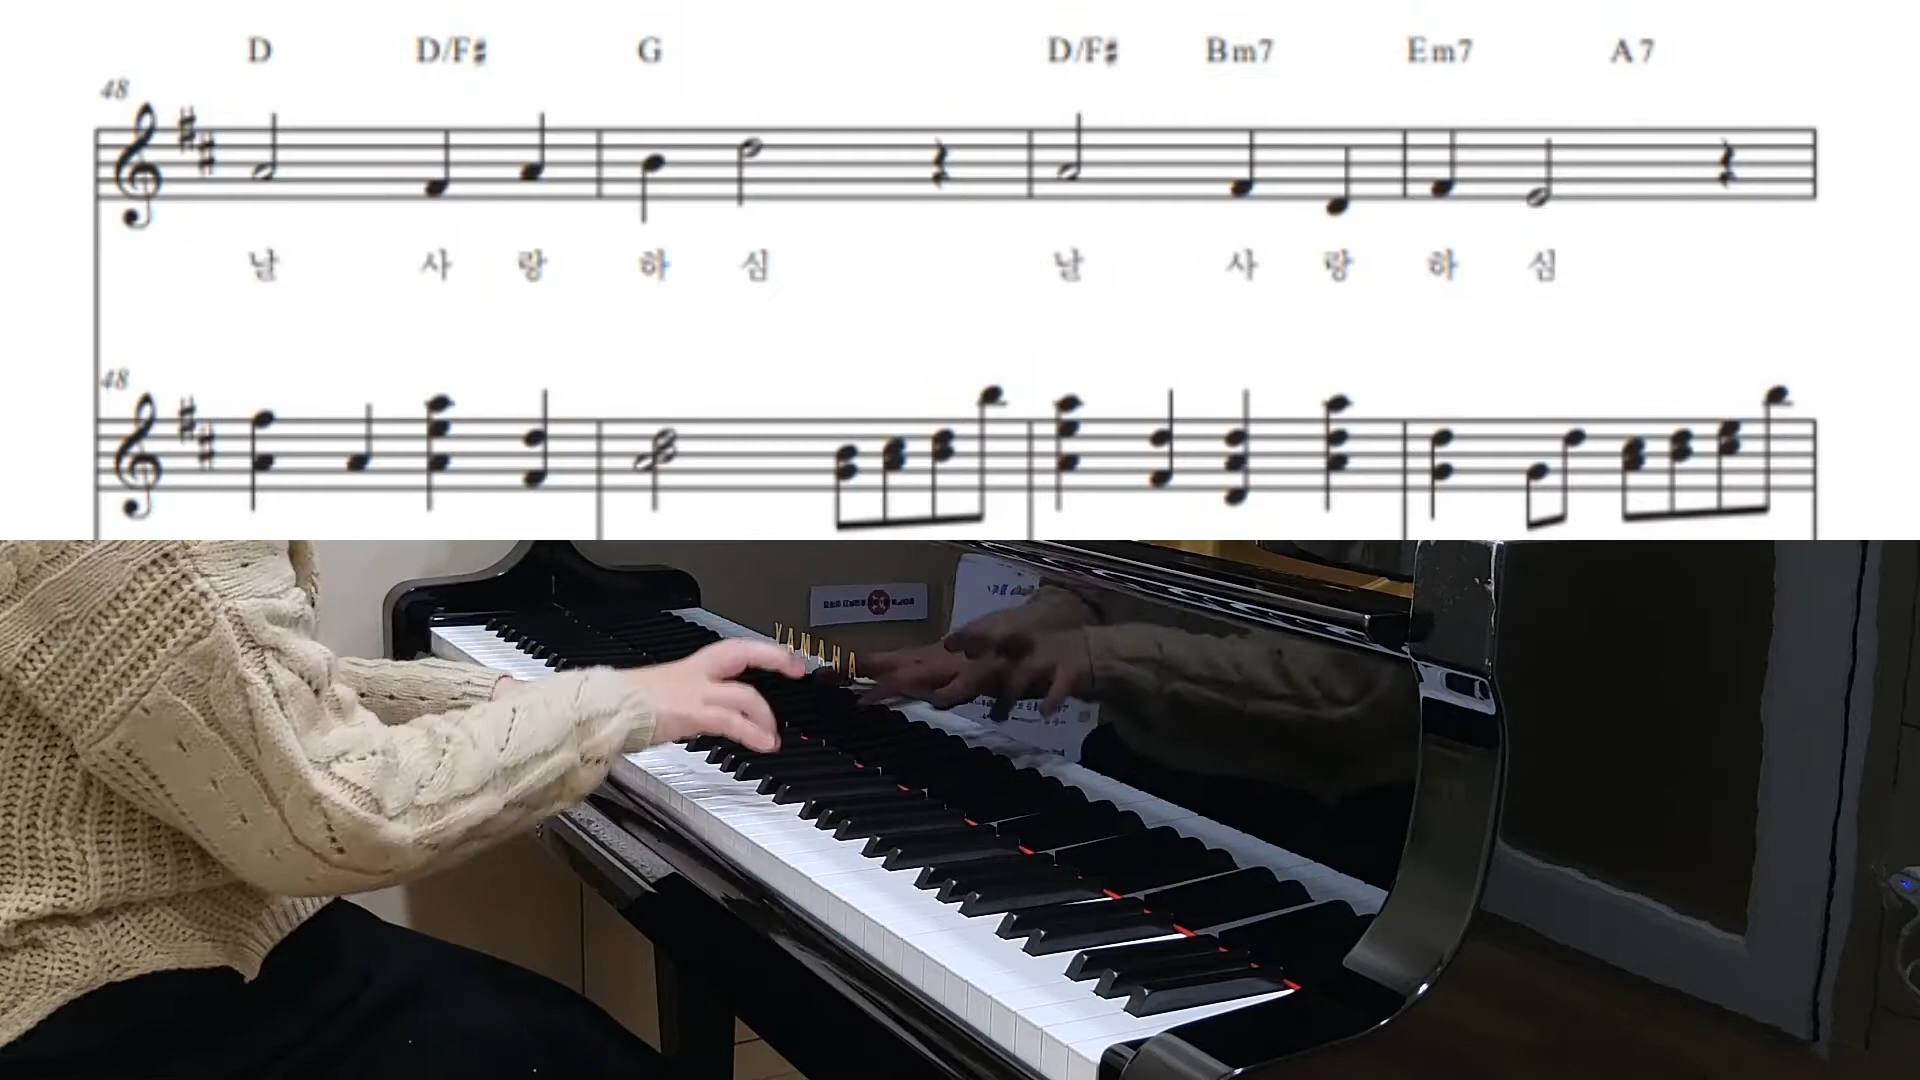 D D/F♯ G D/F♯ Bm7 Em7 A7
48
날 사 랑 하 심 날 사 랑 하 심
48
YAMAHA